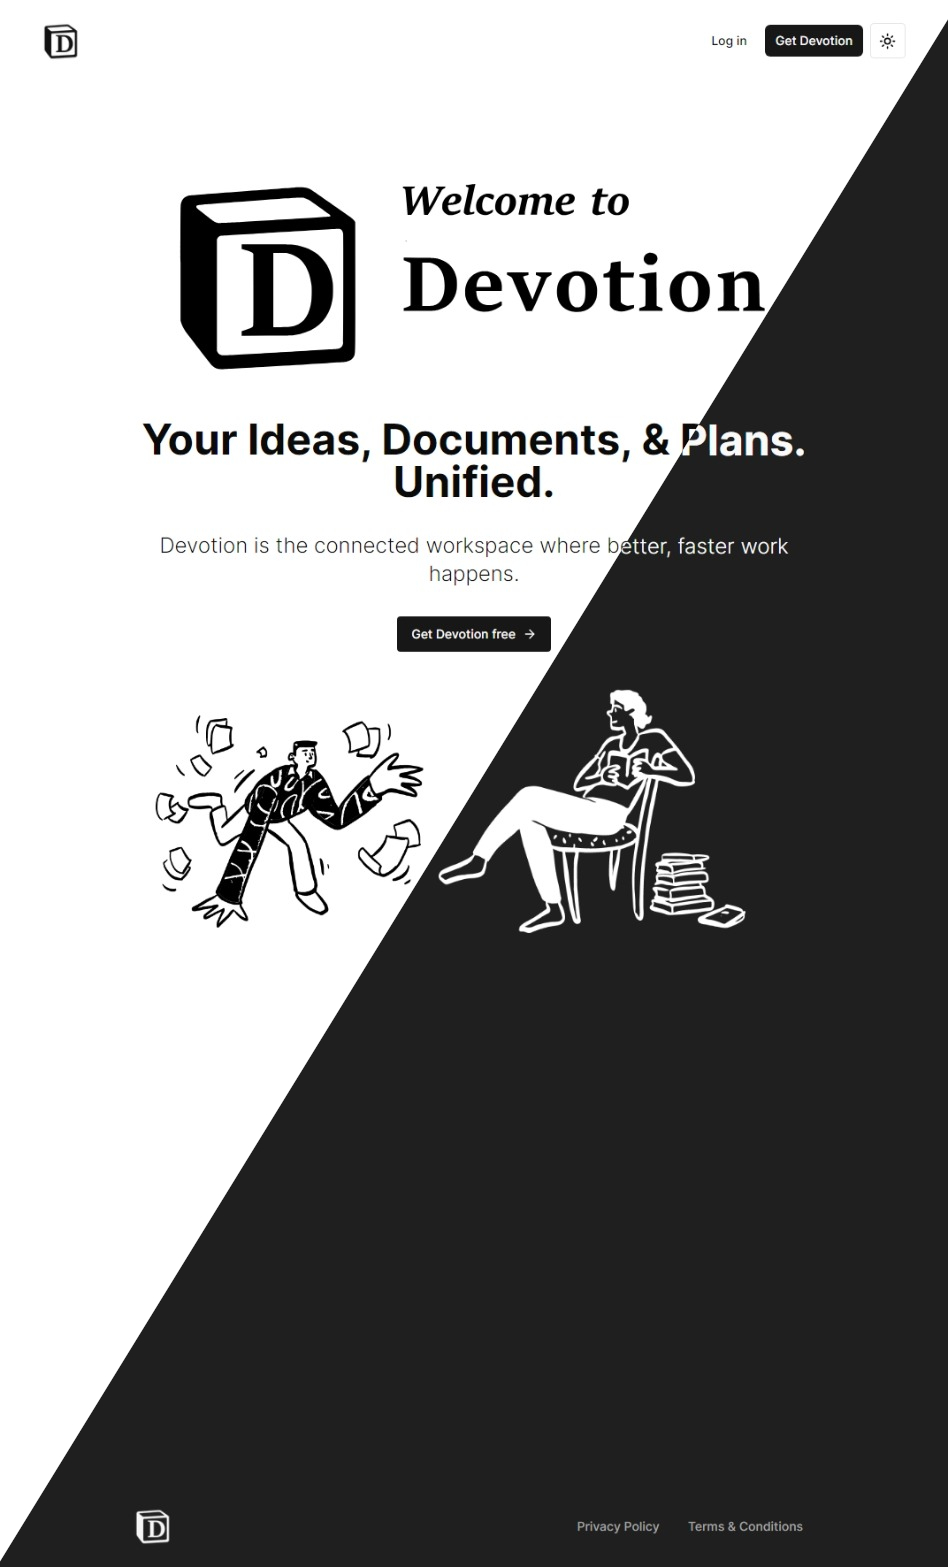 D
Log in
Get Devotion
D
Welcome to
Devotion
Your Ideas, Documents, & Plans.
Unified.
Devotion is the connected workspace where better, faster work
happens.
Get Devotion free
D
Privacy Policy
Terms & Conditions